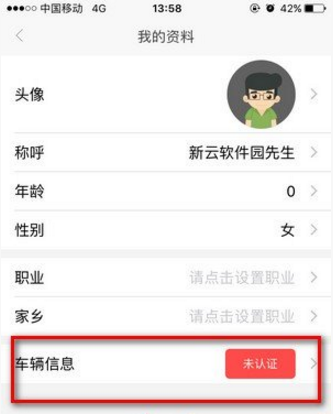 中国移动 4G 13:58 42%
我的资料
头像
称呼 新云软件园先生
年龄 0
性别 女
职业 请点击设置职业
家乡 请点击设置职业
车辆信息 未认证